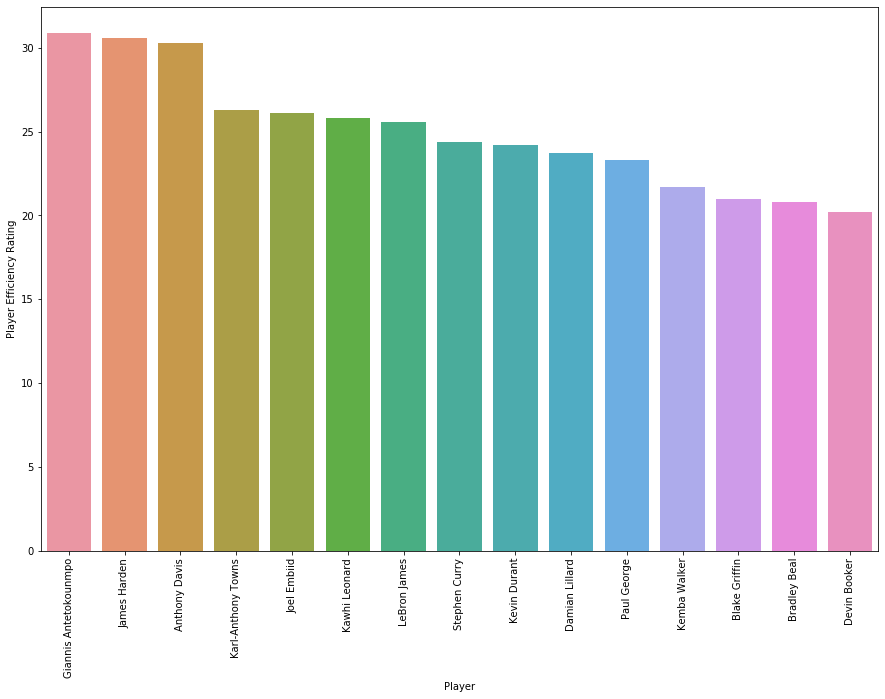 Player Efficiency Rating
30
25
20
15
10
5
0
Giannis Antetokounmpo
James Harden
Anthony Davis
Karl-Anthony Towns
Joel Embiid
Kawhi Leonard
LeBron James
Stephen Curry
Kevin Durant
Damian Lillard
Paul George
Kemba Walker
Blake Griffin
Bradley Beal
Devin Booker
Player